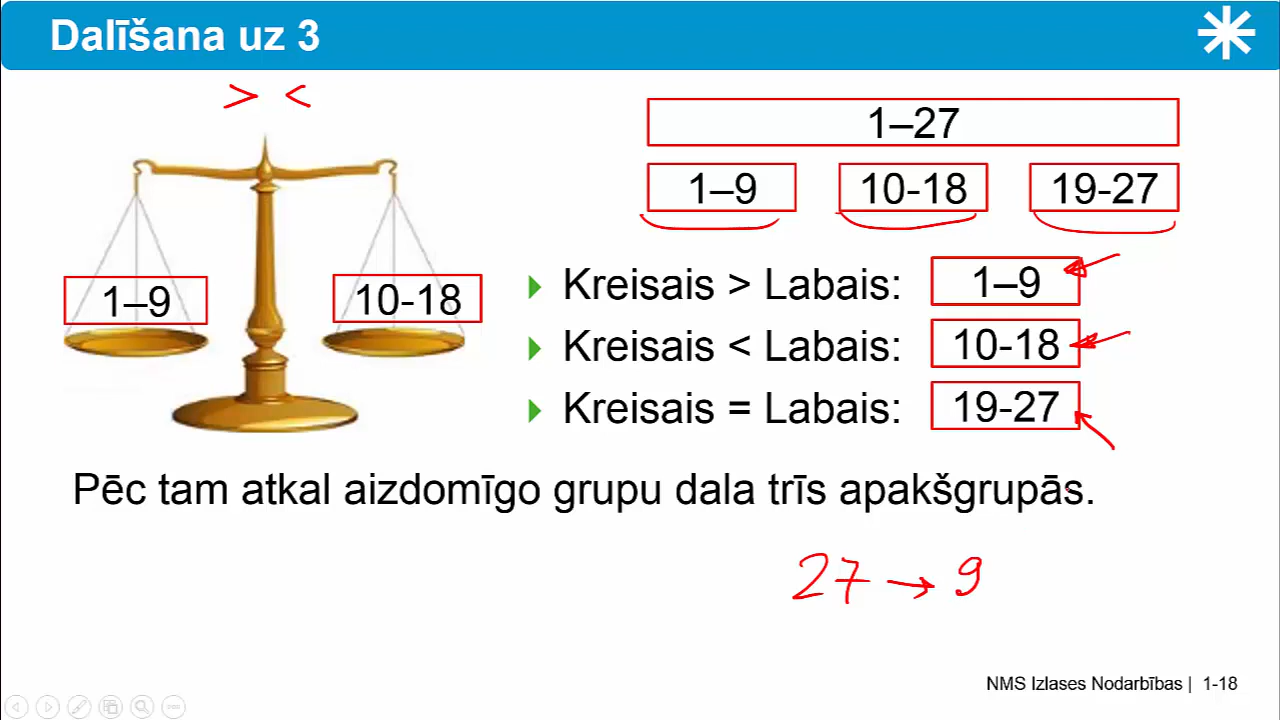 Dalīšana uz 3
> <
1–27
1–9 10-18 19-27
1–9 10-18
Kreisais > Labais: 1–9
Kreisais < Labais: 10-18
Kreisais = Labais: 19-27
Pēc tam atkal aizdomīgo grupu dala trīs apakšgrupās.
27 → 9
NMS Izlases Nodarbības | 1-18